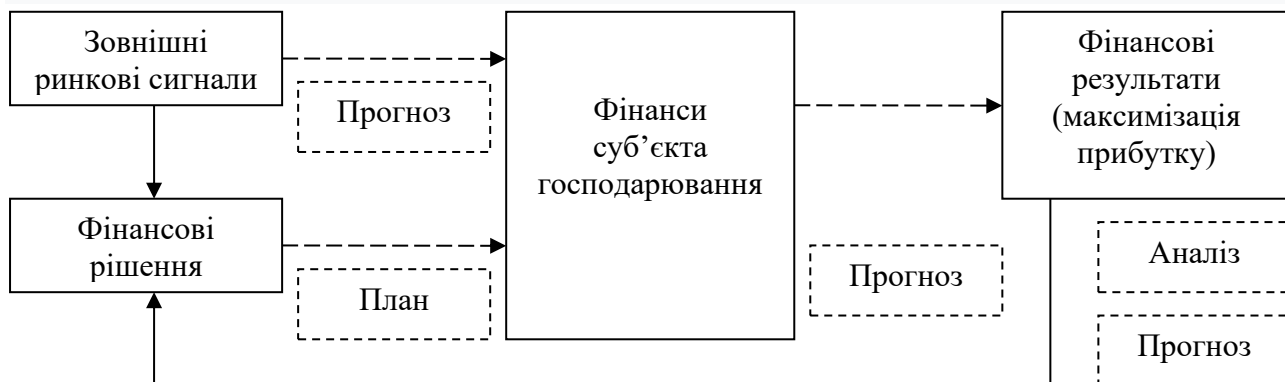 Зовнішні
ринкові сигнали
Прогноз
Фінансові
рішення
План
Фінанси
суб’єкта
господарювання
Прогноз
Фінансові
результати
(максимізація
прибутку)
Аналіз
Прогноз